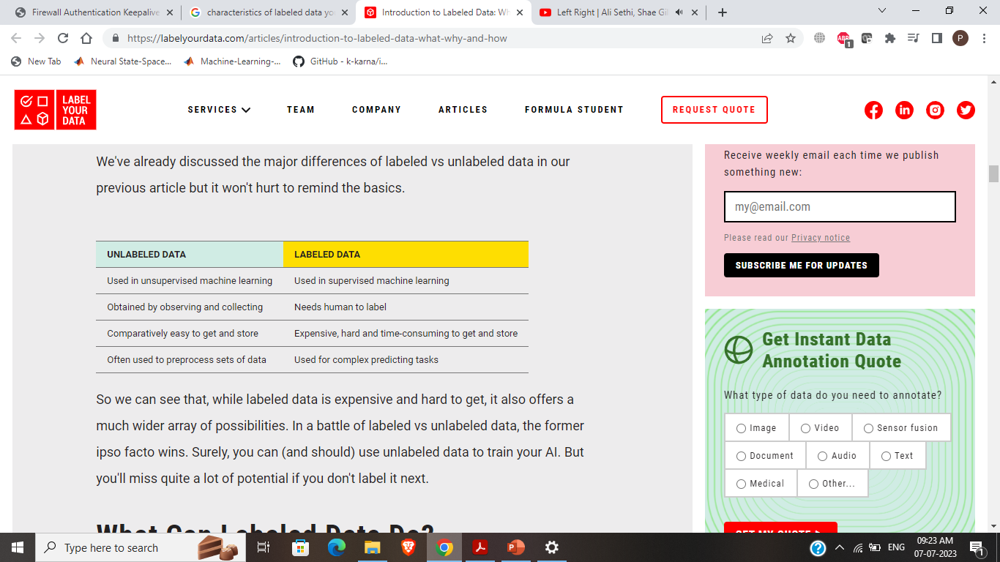 Firewall Authentication Keepalive
characteristics of labeled data yo
Introduction to Labeled Data: Wh
Left Right | Ali Sethi, Shae Gil
https://labelyourdata.com/articles/introduction-to-labeled-data-what-why-and-how
ABP
1
P
New Tab
Neural State-Space...
Machine-Learning-...
GitHub - k-karna/i...
LABEL
YOUR
DATA
SERVICES TEAM COMPANY ARTICLES FORMULA STUDENT REQUEST QUOTE
We've already discussed the major differences of labeled vs unlabeled data in our
previous article but it won't hurt to remind the basics.
UNLABELED DATA LABELED DATA
Used in unsupervised machine learning Used in supervised machine learning
Obtained by observing and collecting Needs human to label
Comparatively easy to get and store Expensive, hard and time-consuming to get and store
Often used to preprocess sets of data Used for complex predicting tasks
So we can see that, while labeled data is expensive and hard to get, it also offers a
much wider array of possibilities. In a battle of labeled vs unlabeled data, the former
ipso facto wins. Surely, you can (and should) use unlabeled data to train your AI. But
you'll miss quite a lot of potential if you don't label it next.
What Can Labeled Data Do?
Receive weekly email each time we publish
something new:
my@email.com
Please read our Privacy notice
SUBSCRIBE ME FOR UPDATES
Get Instant Data
Annotation Quote
What type of data do you need to annotate?
Image Video Sensor fusion
Document Audio Text
Medical Other...
GET MY QUOTE
Type here to search
ENG
09:23 AM
07-07-2023
1